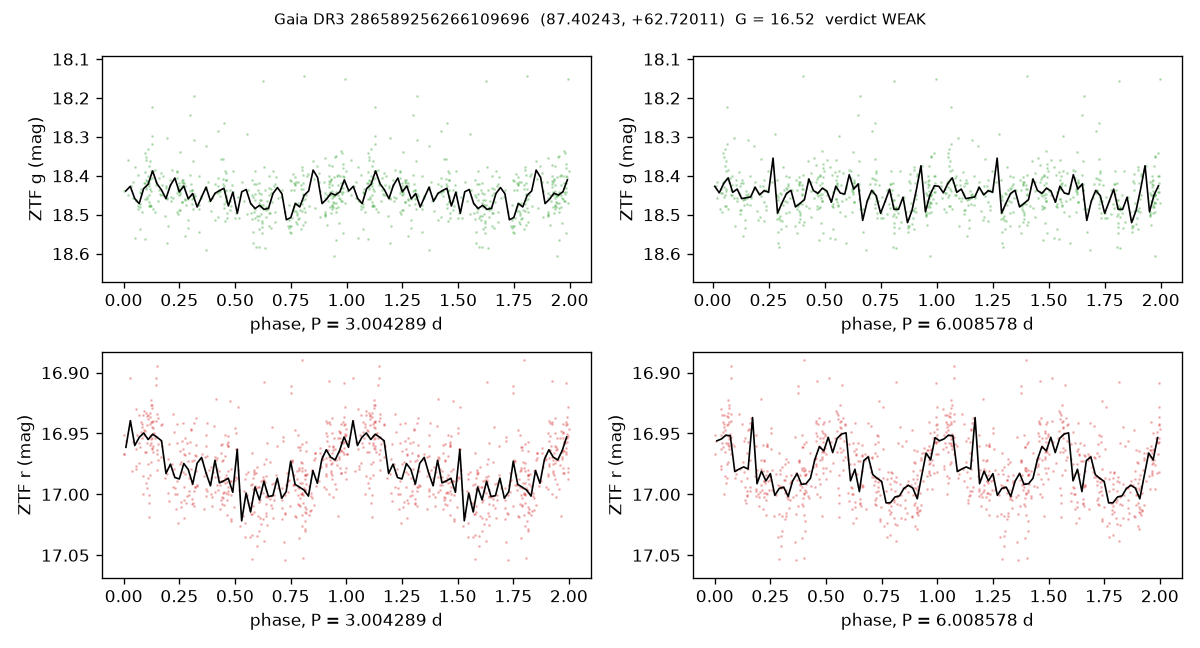 Gaia DR3 286589256266109696 (87.40243, +62.72011) G = 16.52 verdict WEAK
ZTF g (mag)
18.1
18.2
18.3
18.4
18.5
18.6
0.00 0.25 0.50 0.75 1.00 1.25 1.50 1.75 2.00
phase, P = 3.004289 d
ZTF g (mag)
18.1
18.2
18.3
18.4
18.5
18.6
0.00 0.25 0.50 0.75 1.00 1.25 1.50 1.75 2.00
phase, P = 6.008578 d
ZTF r (mag)
16.90
16.95
17.00
17.05
0.00 0.25 0.50 0.75 1.00 1.25 1.50 1.75 2.00
phase, P = 3.004289 d
ZTF r (mag)
16.90
16.95
17.00
17.05
0.00 0.25 0.50 0.75 1.00 1.25 1.50 1.75 2.00
phase, P = 6.008578 d